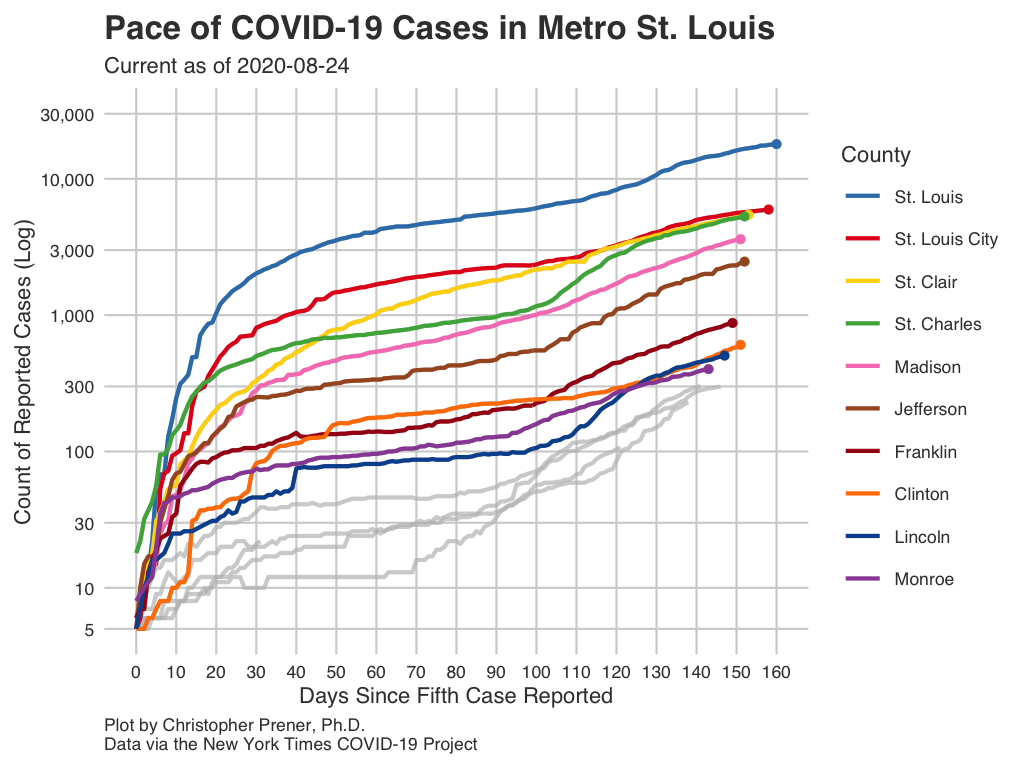 Pace of COVID-19 Cases in Metro St. Louis
Current as of 2020-08-24
Count of Reported Cases (Log)
30,000
10,000
3,000
1,000
300
100
30
10
5
0 10 20 30 40 50 60 70 80 90 100 110 120 130 140 150 160
Days Since Fifth Case Reported
County
St. Louis
St. Louis City
St. Clair
St. Charles
Madison
Jefferson
Franklin
Clinton
Lincoln
Monroe
Plot by Christopher Prener, Ph.D.
Data via the New York Times COVID-19 Project